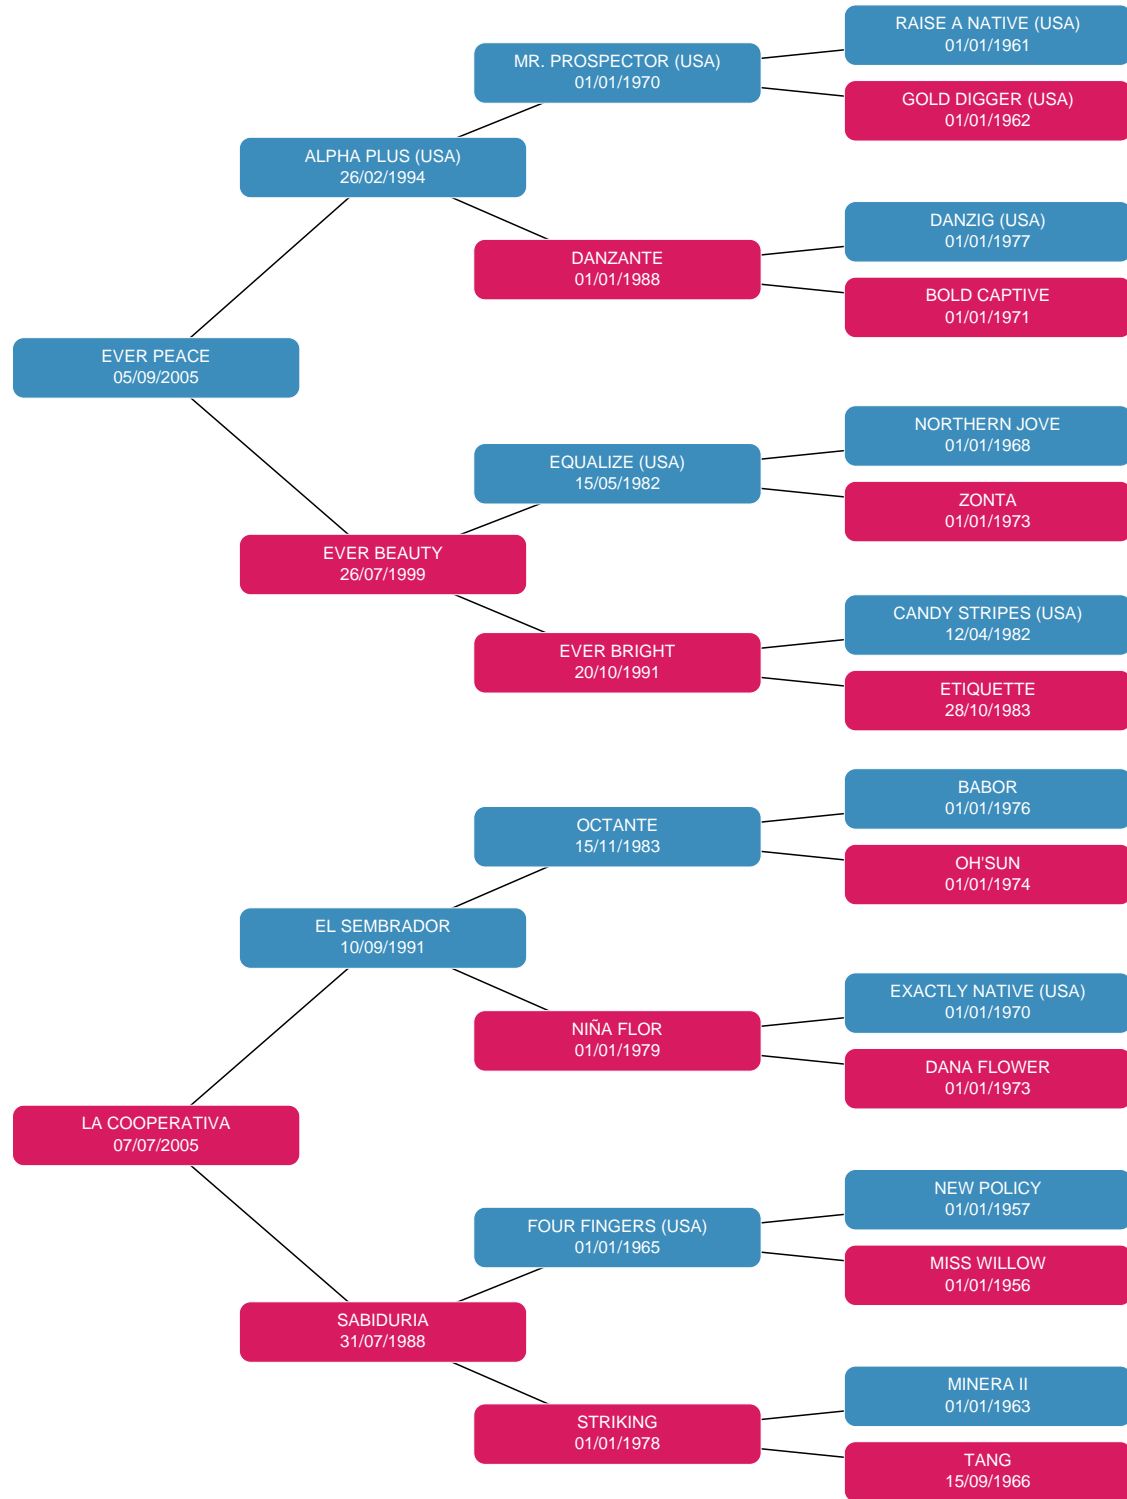 RAISE A NATIVE (USA)
01/01/1961
MR. PROSPECTOR (USA)
01/01/1970
GOLD DIGGER (USA)
01/01/1962
ALPHA PLUS (USA)
26/02/1994
DANZIG (USA)
01/01/1977
DANZANTE
01/01/1988
BOLD CAPTIVE
01/01/1971
EVER PEACE
05/09/2005
NORTHERN JOVE
01/01/1968
EQUALIZE (USA)
15/05/1982
ZONTA
01/01/1973
EVER BEAUTY
26/07/1999
CANDY STRIPES (USA)
12/04/1982
EVER BRIGHT
20/10/1991
ETIQUETTE
28/10/1983
BABOR
01/01/1976
OCTANTE
15/11/1983
OH'SUN
01/01/1974
EL SEMBRADOR
10/09/1991
EXACTLY NATIVE (USA)
01/01/1970
NIÑA FLOR
01/01/1979
DANA FLOWER
01/01/1973
LA COOPERATIVA
07/07/2005
NEW POLICY
01/01/1957
FOUR FINGERS (USA)
01/01/1965
MISS WILLOW
01/01/1956
SABIDURIA
31/07/1988
MINERA II
01/01/1963
STRIKING
01/01/1978
TANG
15/09/1966